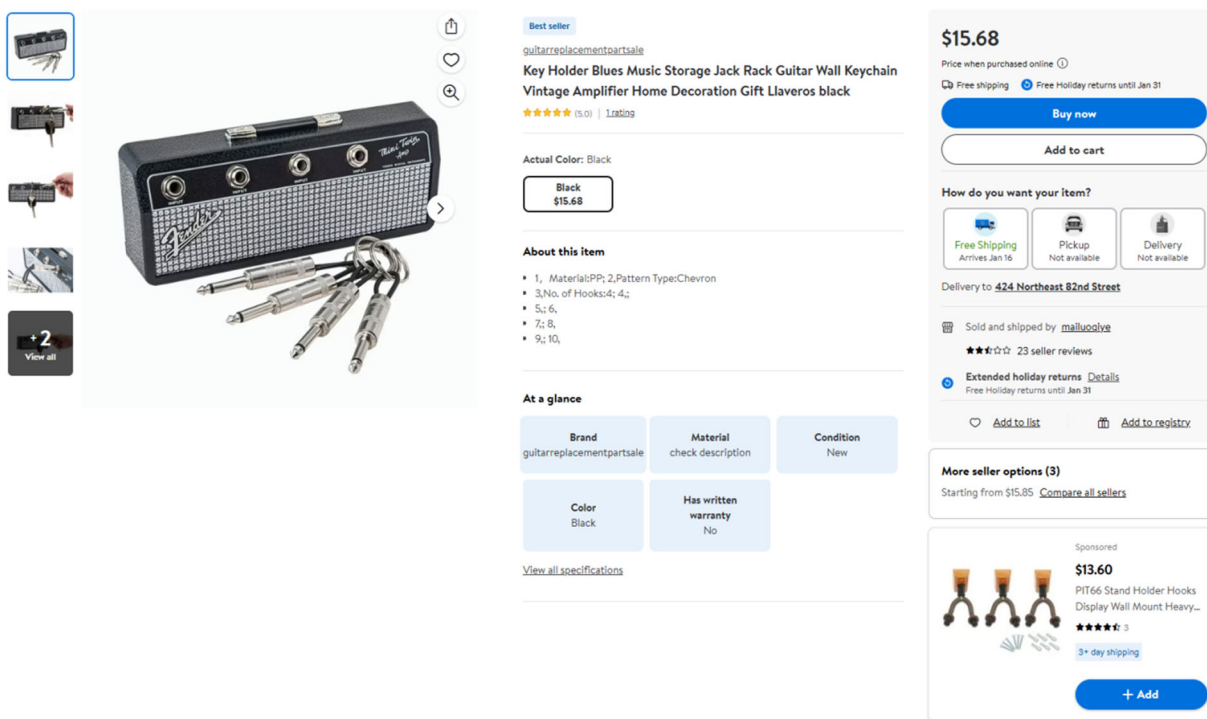 +2
View all
INPUT
INPUT
INPUT
INPUT
Mini Twin
Amp
Fender
Best seller
guitarreplacementpartsale
Key Holder Blues Music Storage Jack Rack Guitar Wall Keychain
Vintage Amplifier Home Decoration Gift Llaveros black
(5.0) | 1 rating
Actual Color: Black
Black
$15.68
About this item
• 1, Material:PP; 2,Pattern Type:Chevron
• 3,No. of Hooks:4; 4,;
• 5,; 6,
• 7,; 8,
• 9,; 10,
At a glance
Brand
guitarreplacementpartsale
Material
check description
Condition
New
Color
Black
Has written
warranty
No
View all specifications
$15.68
Price when purchased online
Free shipping Free Holiday returns until Jan 31
Buy now
Add to cart
How do you want your item?
Free Shipping
Arrives Jan 16
Pickup
Not available
Delivery
Not available
Delivery to 424 Northeast 82nd Street
Sold and shipped by mailuoqiye
23 seller reviews
Extended holiday returns Details
Free Holiday returns until Jan 31
Add to list Add to registry
More seller options (3)
Starting from $15.85 Compare all sellers
Sponsored
$13.60
PIT66 Stand Holder Hooks
Display Wall Mount Heavy...
3
3+ day shipping
+ Add